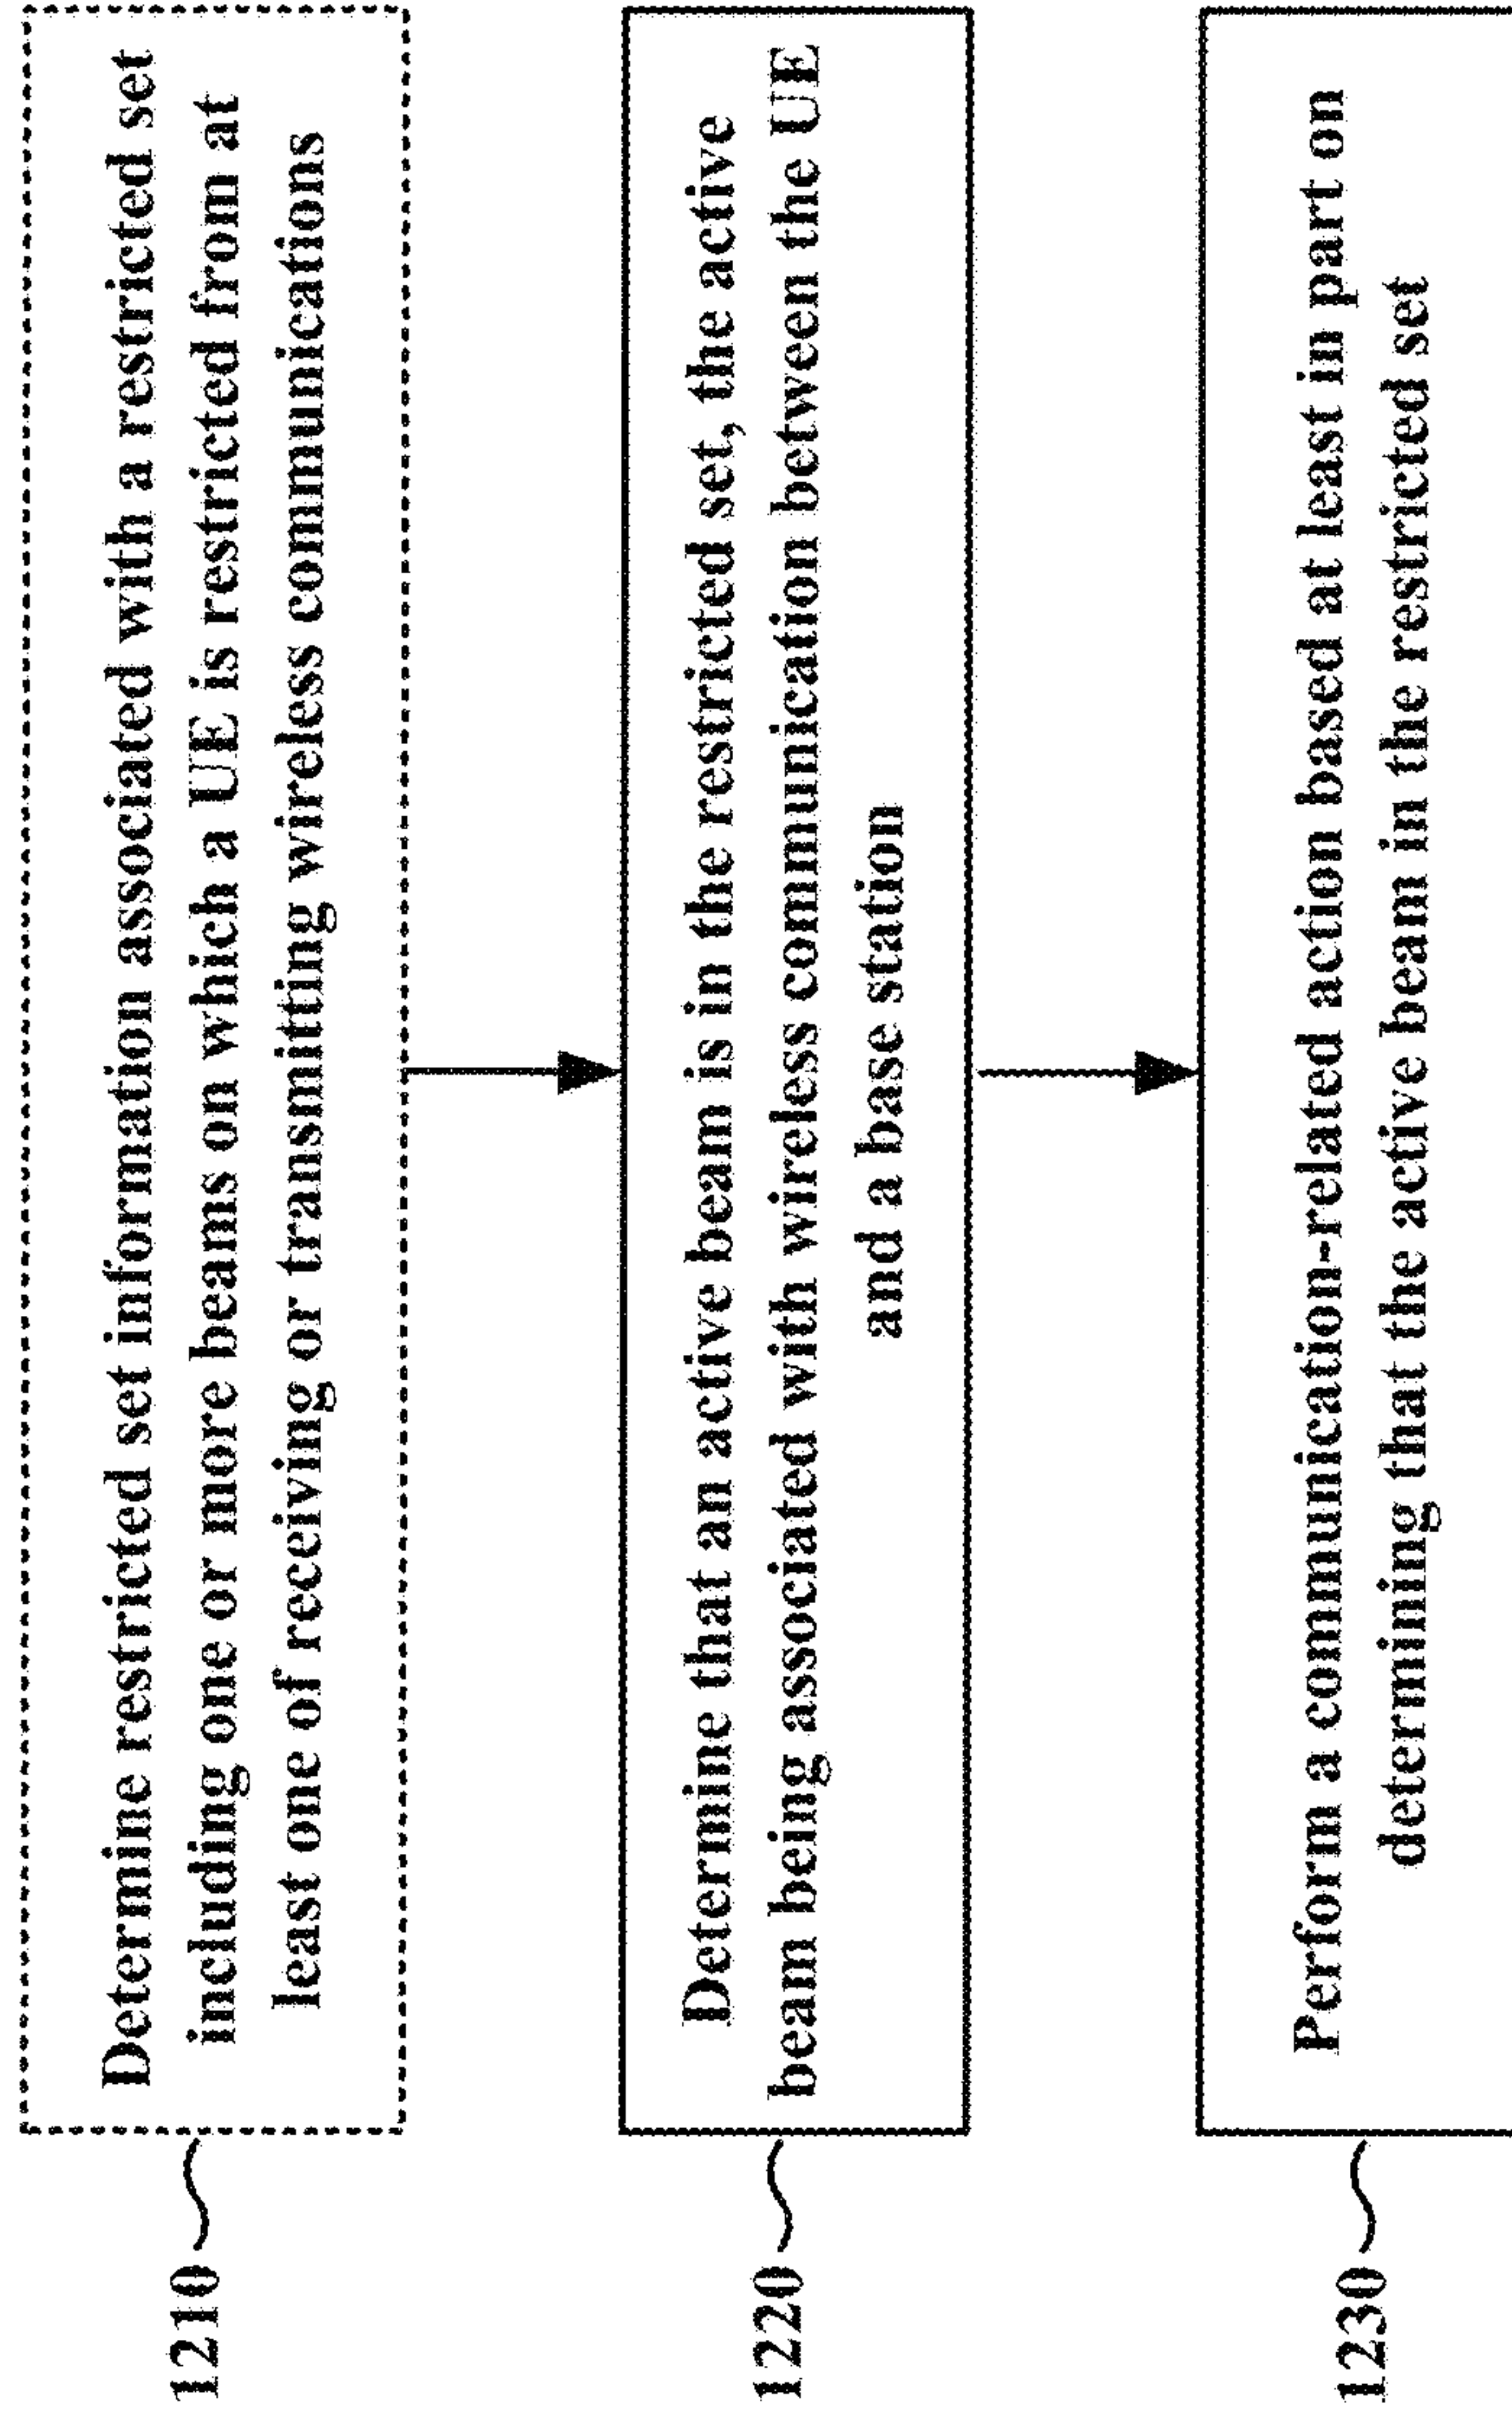 1210
Determine restricted set information associated with a restricted set
including one or more beams on which a UE is restricted from at
least one of receiving or transmitting wireless communications
1220
Determine that an active beam is in the restricted set, the active
beam being associated with wireless communication between the UE
and a base station
1230
Perform a communication-related action based at least in part on
determining that the active beam in the restricted set